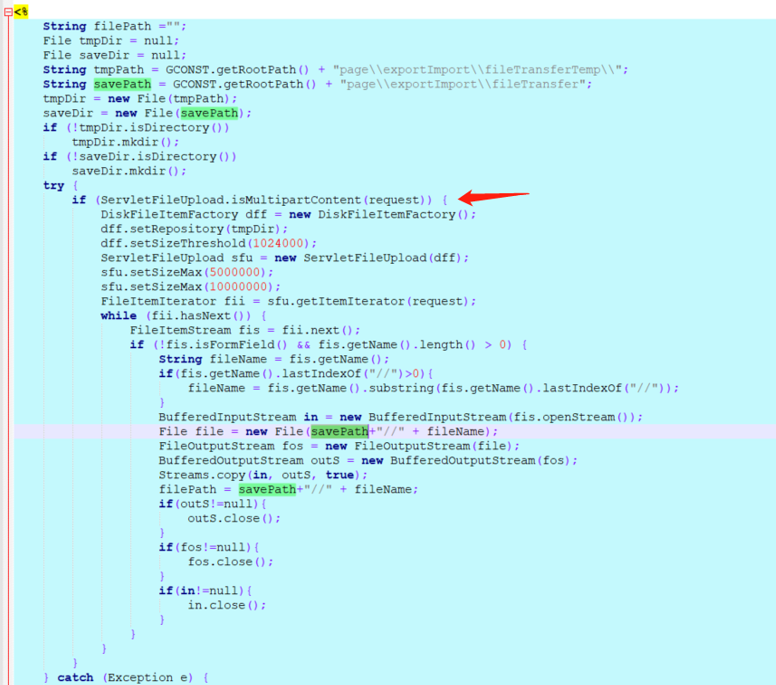 <%
String filePath ="";
File tmpDir = null;
File saveDir = null;
String tmpPath = GCONST.getRootPath() + "page\\exportImport\\fileTransferTemp\\";
String savePath = GCONST.getRootPath() + "page\\exportImport\\fileTransfer";
tmpDir = new File(tmpPath);
saveDir = new File(savePath);
if (!tmpDir.isDirectory())
tmpDir.mkdir();
if (!saveDir.isDirectory())
saveDir.mkdir();
try {
if (ServletFileUpload.isMultipartContent(request)) {
DiskFileItemFactory dff = new DiskFileItemFactory();
dff.setRepository(tmpDir);
dff.setSizeThreshold(1024000);
ServletFileUpload sfu = new ServletFileUpload(dff);
sfu.setSizeMax(5000000);
sfu.setSizeMax(10000000);
FileItemIterator fii = sfu.getItemIterator(request);
while (fii.hasNext()) {
FileItemStream fis = fii.next();
if (!fis.isFormField() && fis.getName().length() > 0) {
String fileName = fis.getName();
if(fis.getName().lastIndexOf("//")>0){
fileName = fis.getName().substring(fis.getName().lastIndexOf("//"));
}
BufferedInputStream in = new BufferedInputStream(fis.openStream());
File file = new File(savePath+"//" + fileName);
FileOutputStream fos = new FileOutputStream(file);
BufferedOutputStream outS = new BufferedOutputStream(fos);
Streams.copy(in, outS, true);
filePath = savePath+"//" + fileName;
if(outS!=null){
outS.close();
}
if(fos!=null){
fos.close();
}
if(in!=null){
in.close();
}
}
}
}
} catch (Exception e) {